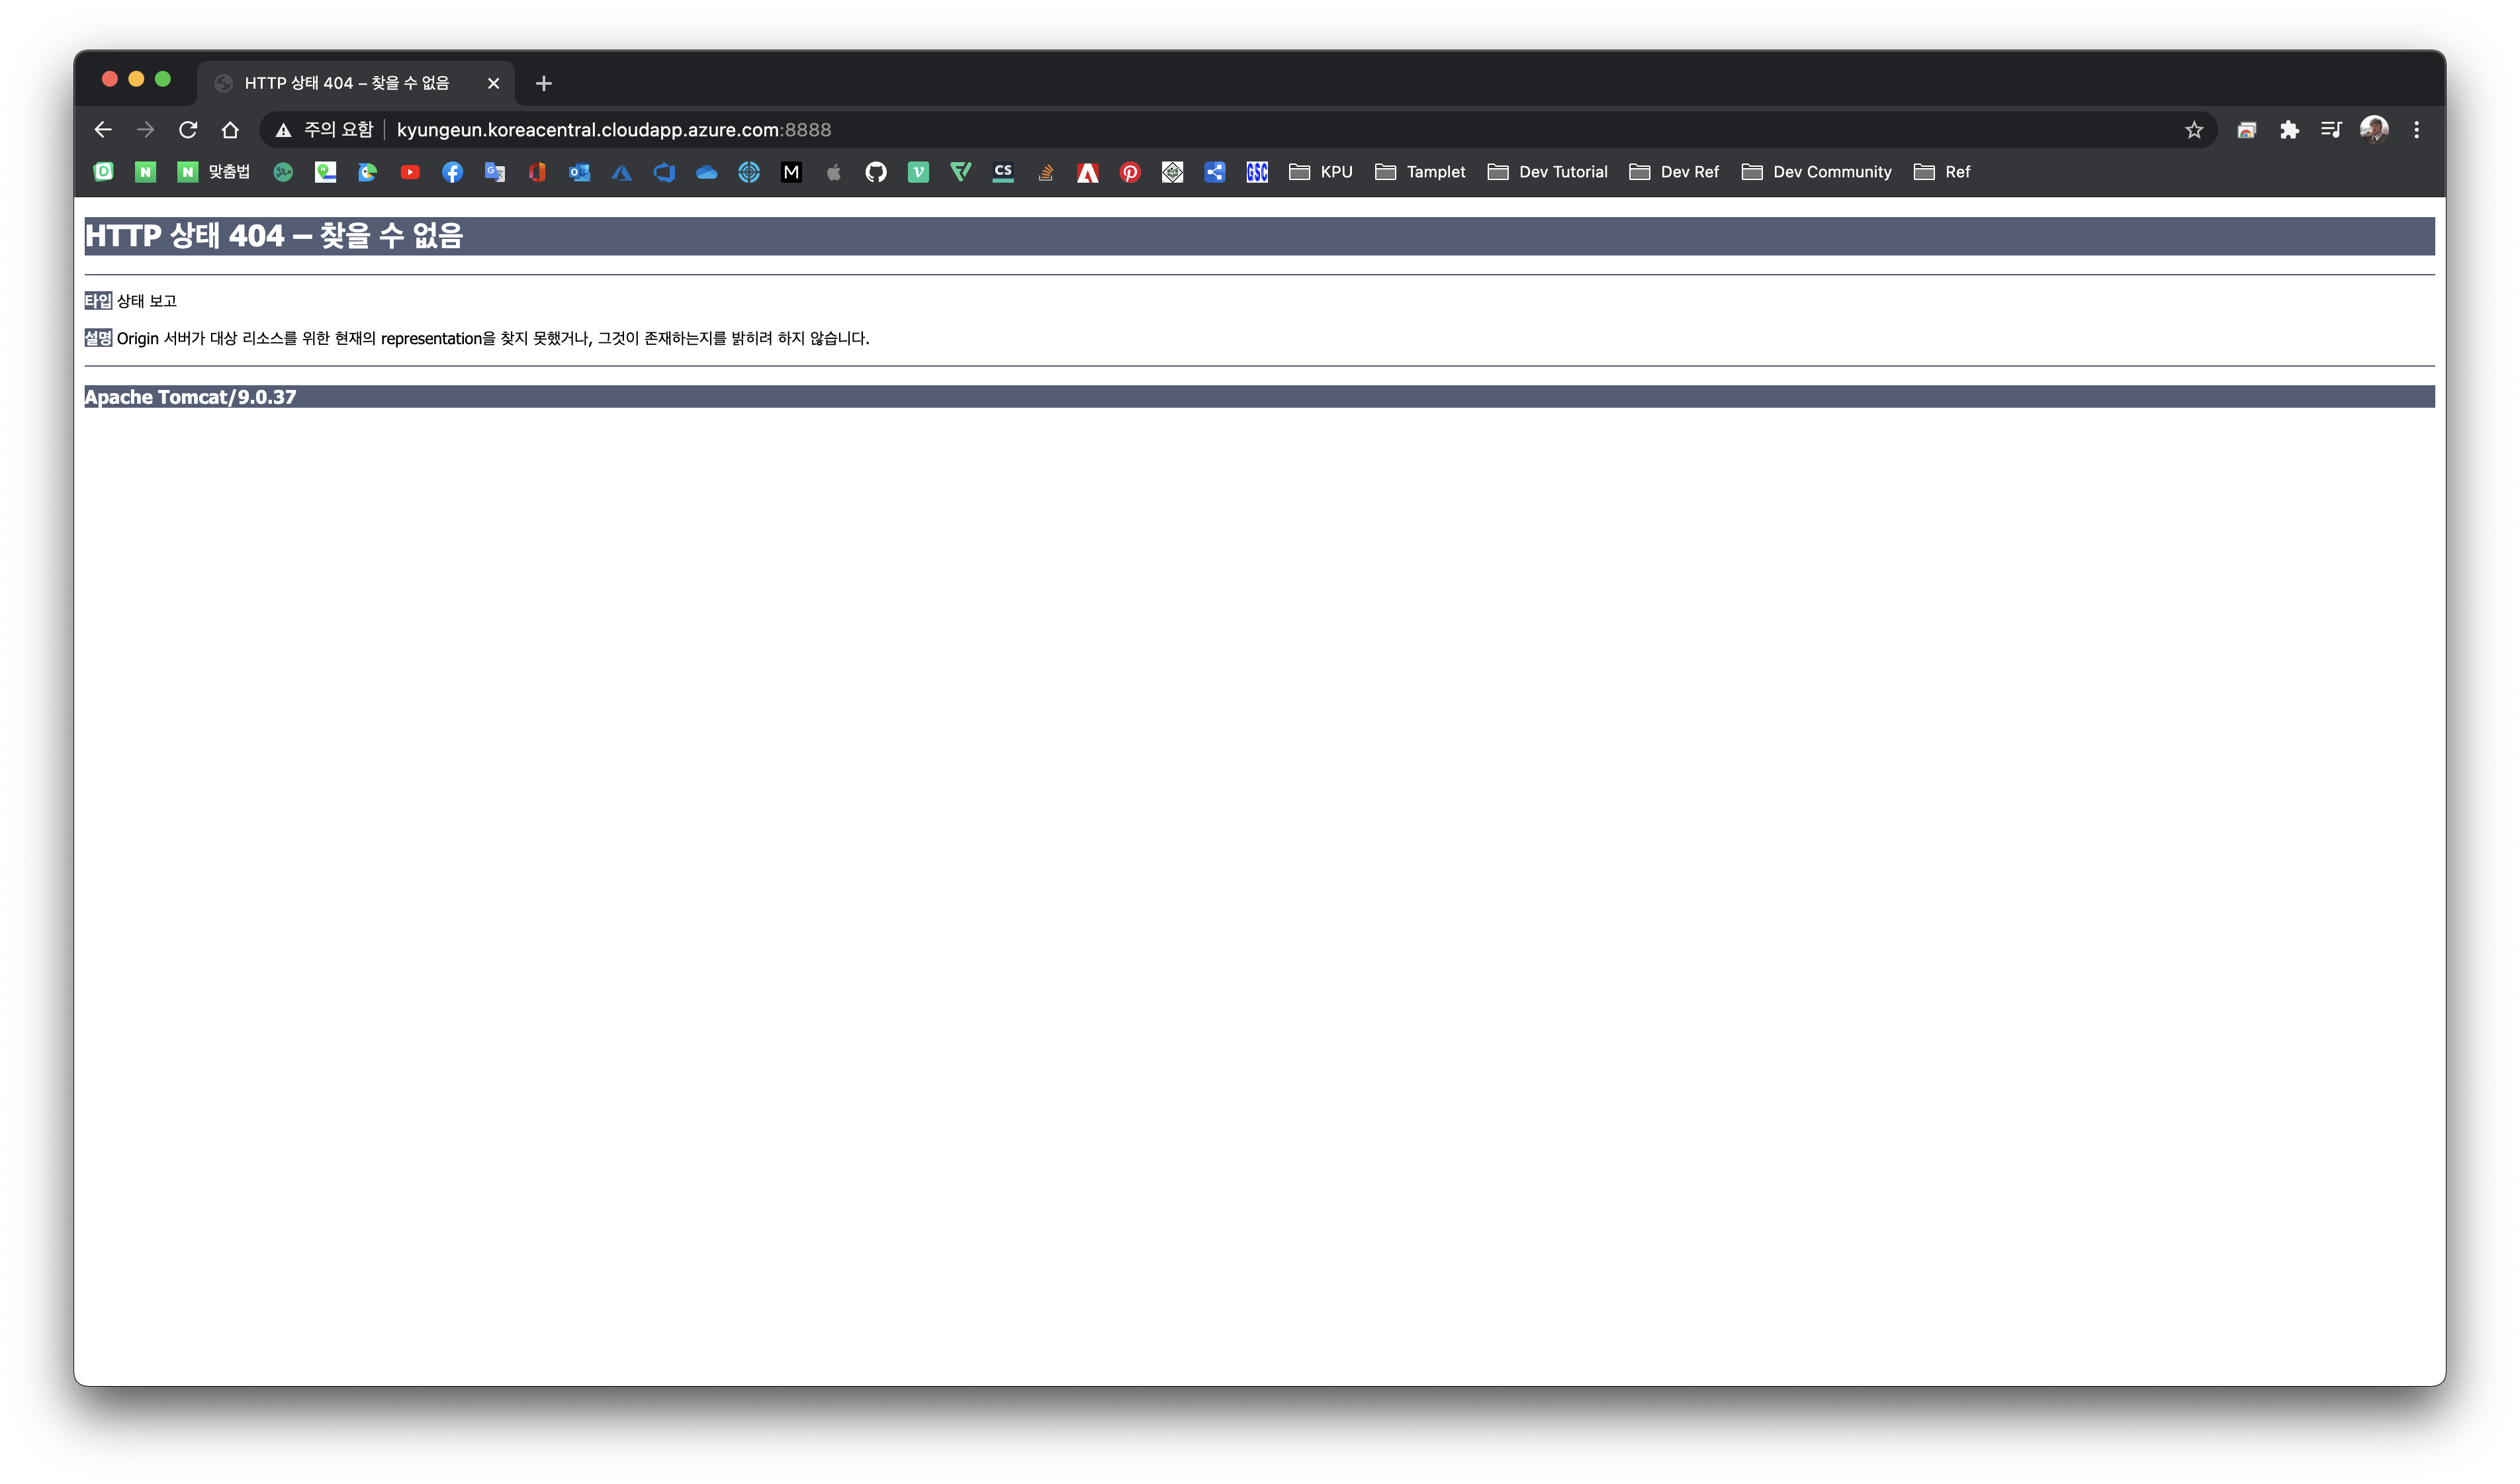 HTTP 상태 404 – 찾을 수 없음
주의 요함 kyungeun.koreacentral.cloudapp.azure.com:8888
맞춤법 M V CS GSC KPU Tamplet Dev Tutorial Dev Ref Dev Community Ref
HTTP 상태 404 – 찾을 수 없음
타입 상태 보고
설명 Origin 서버가 대상 리소스를 위한 현재의 representation을 찾지 못했거나, 그것이 존재하는지를 밝히려 하지 않습니다.
Apache Tomcat/9.0.37